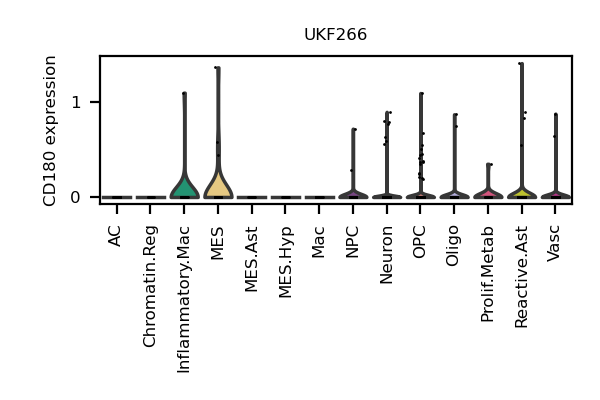 UKF266
CD180 expression
1
0
AC
Chromatin.Reg
Inflammatory.Mac
MES
MES.Ast
MES.Hyp
Mac
NPC
Neuron
OPC
Oligo
Prolif.Metab
Reactive.Ast
Vasc